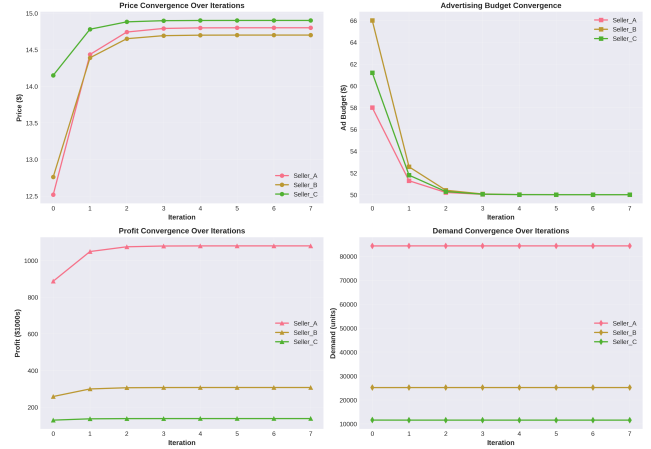 Price Convergence Over Iterations
Price ($)
15.0
14.5
14.0
13.5
13.0
12.5
0 1 2 3 4 5 6 7
Iteration
Seller_A
Seller_B
Seller_C
Advertising Budget Convergence
Ad Budget ($)
66
64
62
60
58
56
54
52
50
0 1 2 3 4 5 6 7
Iteration
Seller_A
Seller_B
Seller_C
Profit Convergence Over Iterations
Profit ($1000s)
1000
800
600
400
200
0 1 2 3 4 5 6 7
Iteration
Seller_A
Seller_B
Seller_C
Demand Convergence Over Iterations
Demand (units)
80000
70000
60000
50000
40000
30000
20000
10000
0 1 2 3 4 5 6 7
Iteration
Seller_A
Seller_B
Seller_C